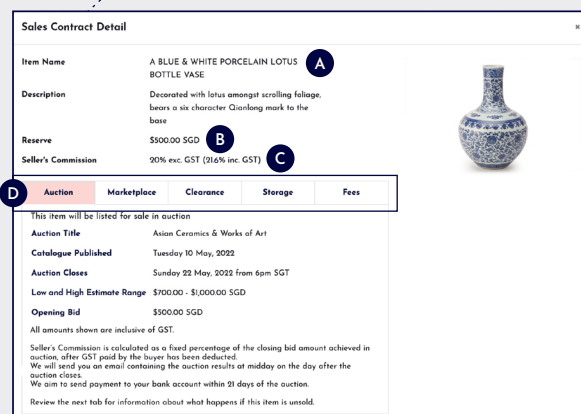 Sales Contract Detail
×
Item Name
A BLUE & WHITE PORCELAIN LOTUS
BOTTLE VASE
A
Description
Decorated with lotus amongst scrolling foliage,
bears a six character Qianlong mark to the
base
Reserve
$500.00 SGD
B
Seller's Commission
20% exc. GST (21.6% inc. GST)
C
D
Auction Marketplace Clearance Storage Fees
This item will be listed for sale in auction
Auction Title Asian Ceramics & Works of Art
Catalogue Published Tuesday 10 May, 2022
Auction Closes Sunday 22 May, 2022 from 6pm SGT
Low and High Estimate Range $700.00 - $1,000.00 SGD
Opening Bid $500.00 SGD
All amounts shown are inclusive of GST.
Seller's Commission is calculated as a fixed percentage of the closing bid amount achieved in
auction, after GST paid by the buyer has been deducted.
We will send you an email containing the auction results at midday on the day after the
auction closes.
We aim to send payment to your bank account within 21 days of the auction.
Review the next tab for information about what happens if this item is unsold.